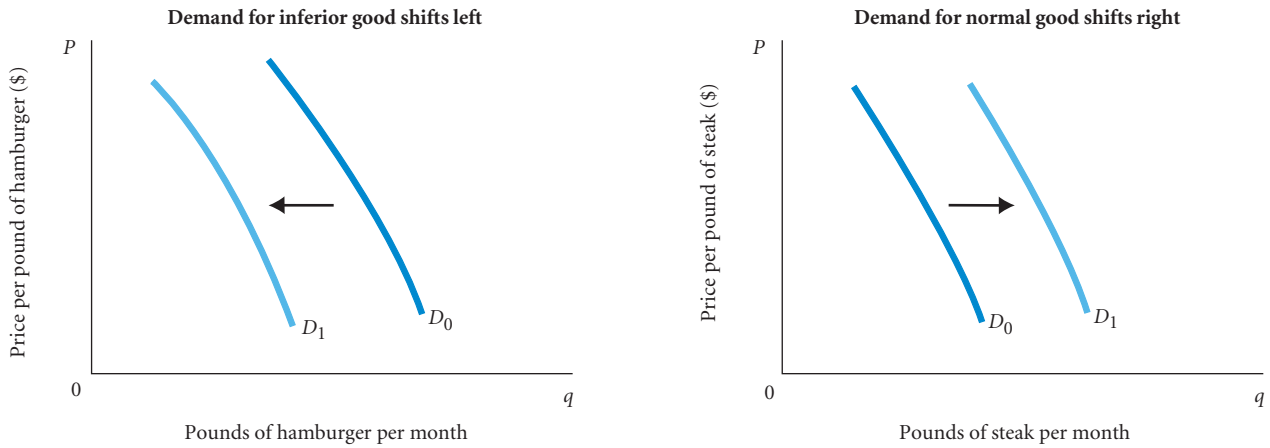 Demand for inferior good shifts left
P
Price per pound of hamburger ($)
D1
D0
0
q
Pounds of hamburger per month
Demand for normal good shifts right
P
Price per pound of steak ($)
D0
D1
0
q
Pounds of steak per month